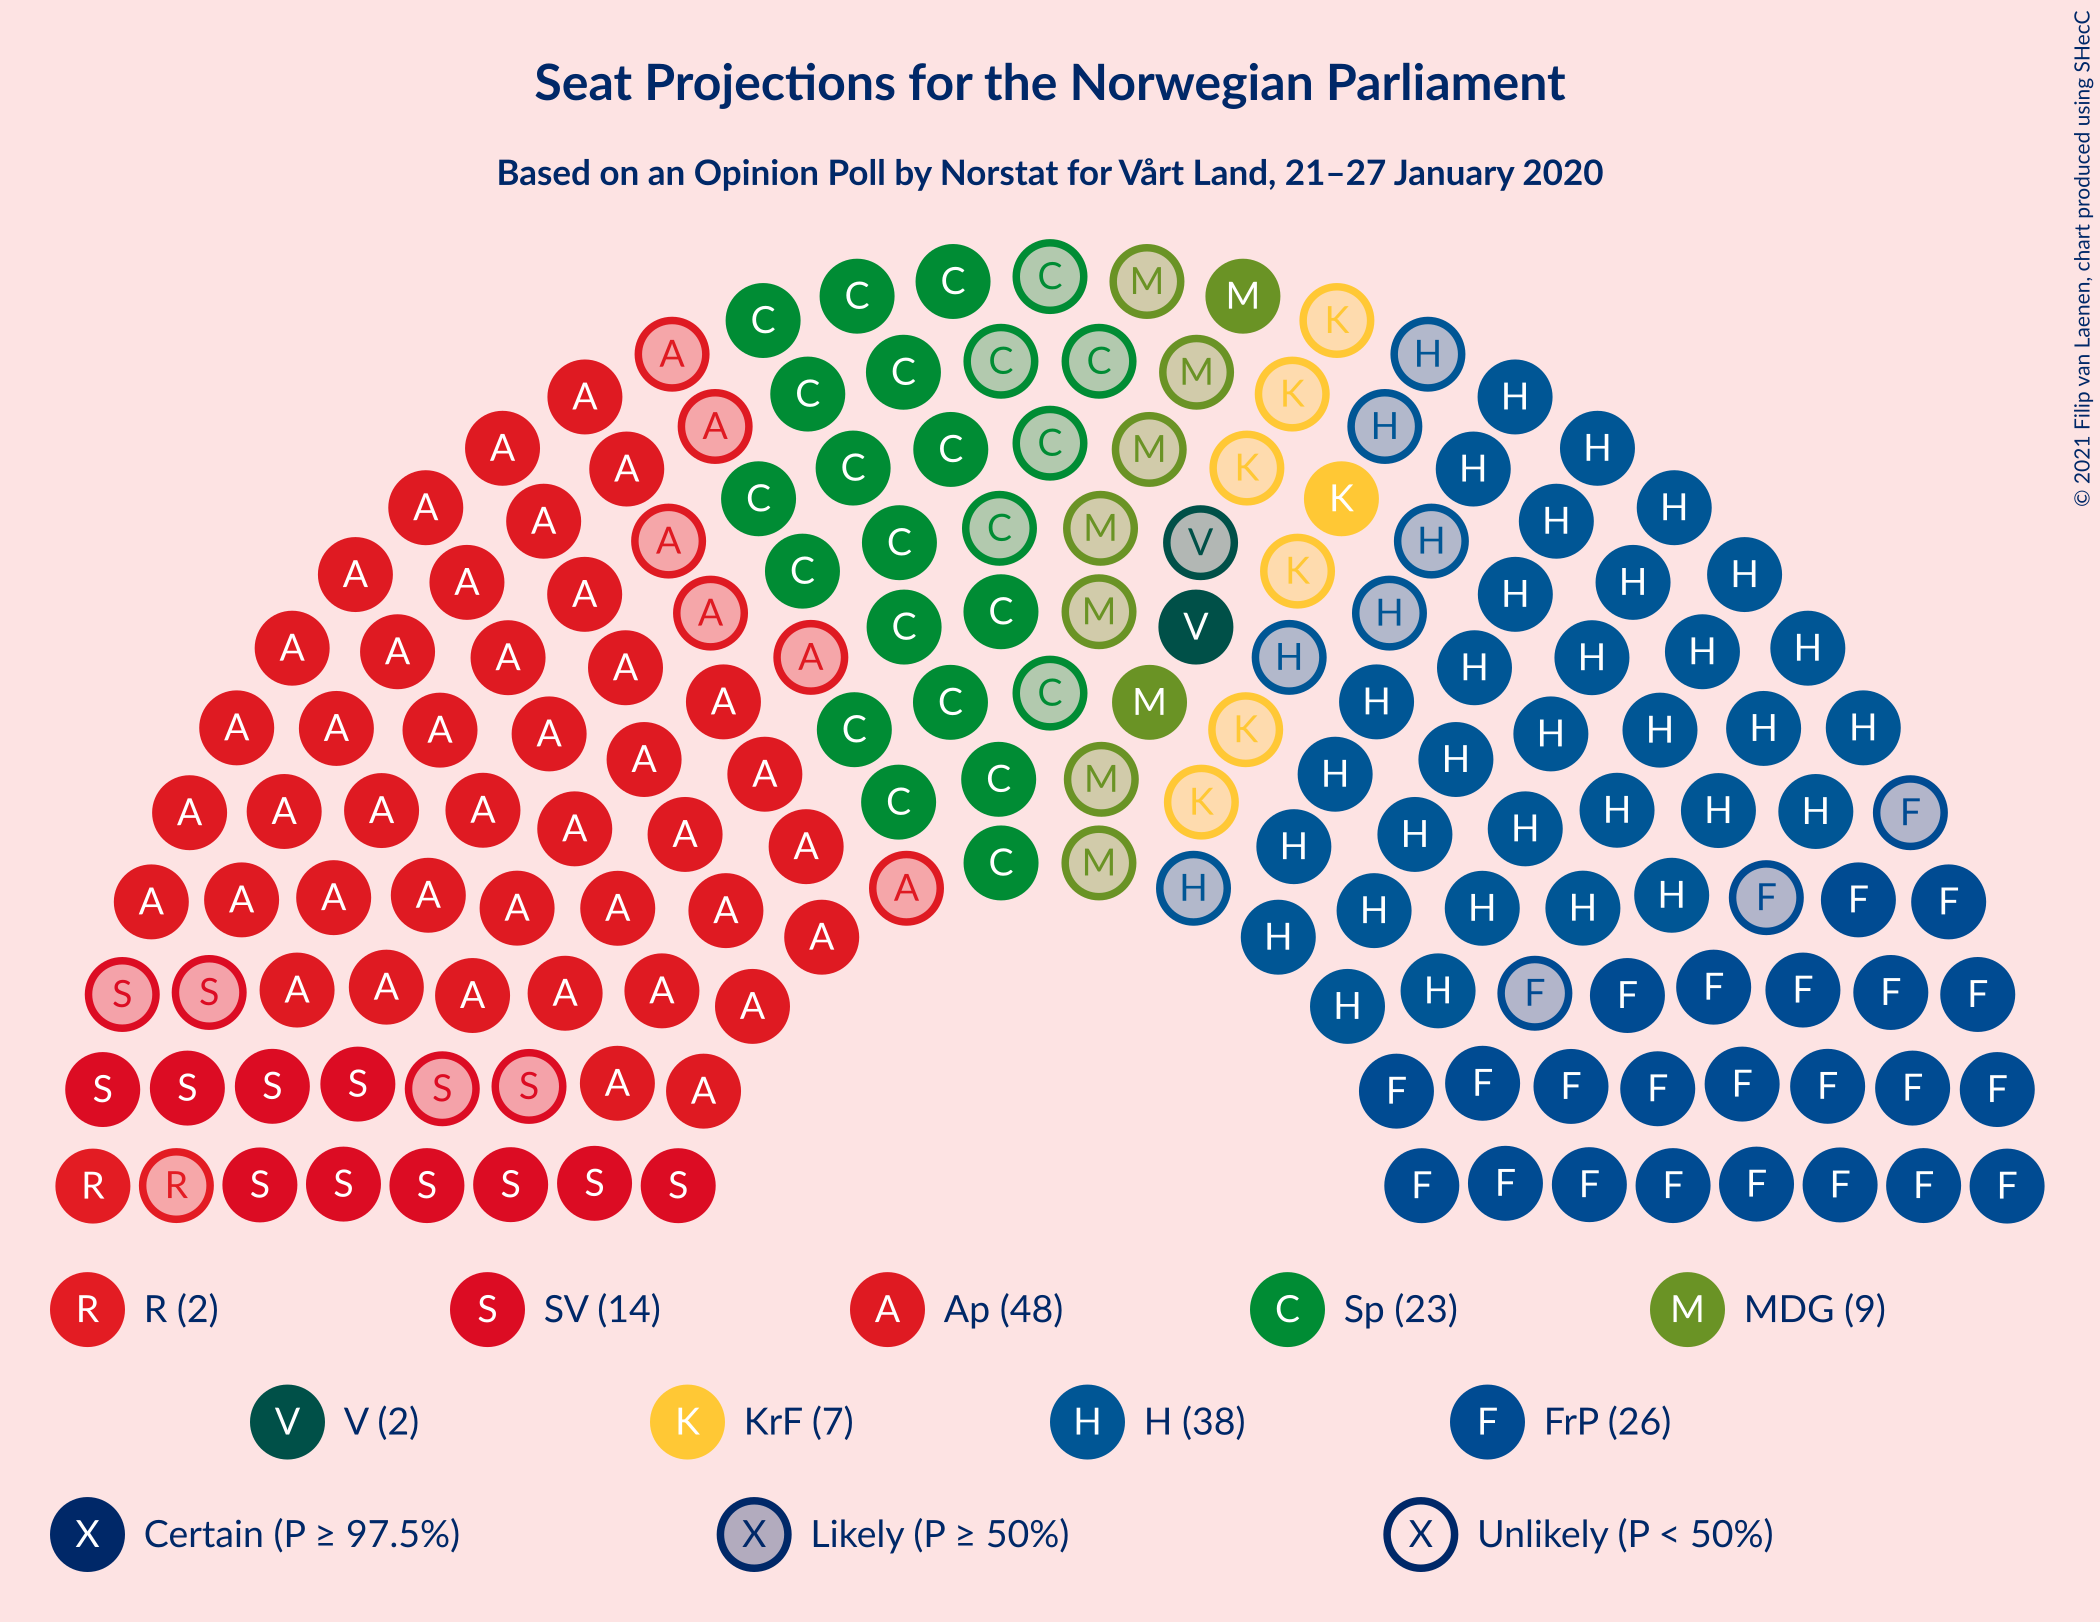 Seat Projections for the Norwegian Parliament
Based on an Opinion Poll by Norstat for Vårt Land, 21–27 January 2020
© 2021 Filip van Laenen, chart produced using SHecC
C C C C M M K
A C C C C M K H H
A A C C C M K H H
A A A C C C M V K K H H H
A A A A C C C M V K H H H H
A A A A A C C C M K H H H H H
A A A A A A C C M K H H H H H H
A A A A A A A C M H H H H H H H F
A A A A A A A A A H H H H H F F F
S S A A A A A A H H F F F F F F
S S S S S S A A F F F F F F F F
R R S S S S S S F F F F F F F F
R R (2) S SV (14) A Ap (48) C Sp (23) M MDG (9)
V V (2) K KrF (7) H H (38) F FrP (26)
X Certain (P ≥ 97.5%) X Likely (P ≥ 50%) X Unlikely (P < 50%)